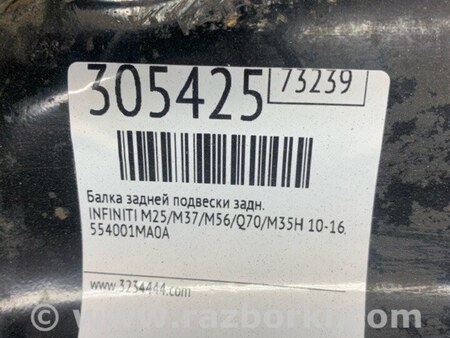 305425 73239
Балка задней подвески задн.
INFINITI M25/M37/M56/Q70/M35H 10-16,
554001MA0A
www.3234444.com
© www.razborka.com